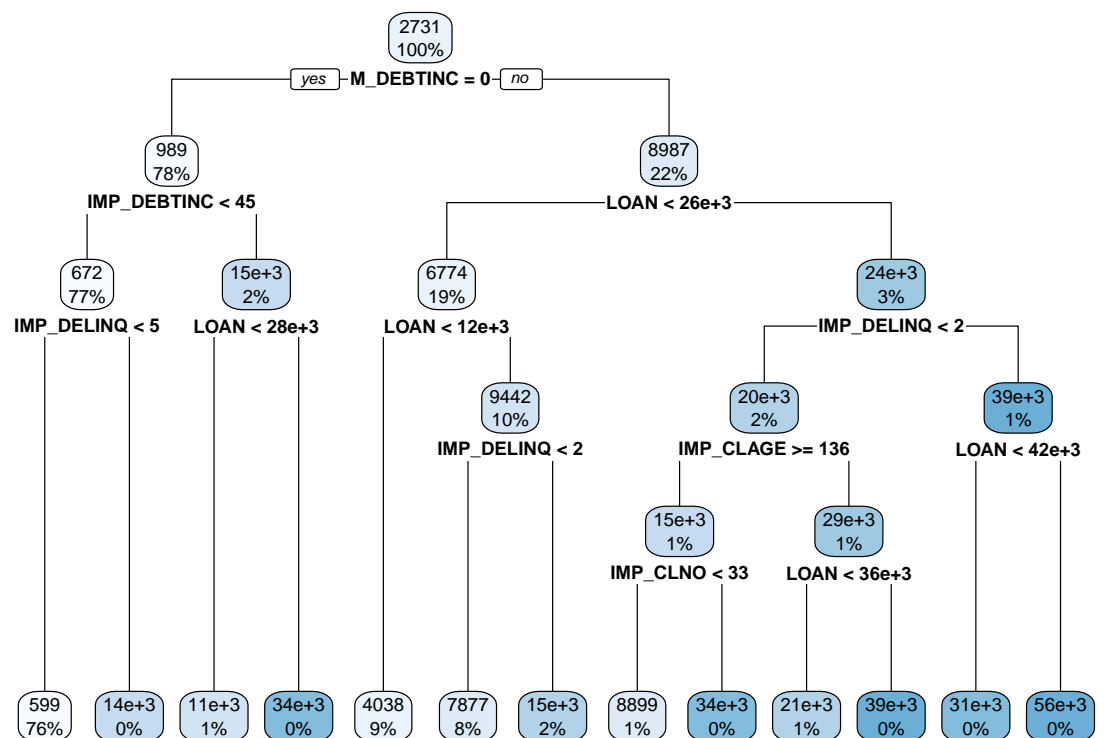 2731
100%
yes M_DEBTINC = 0 no
989
78%
8987
22%
IMP_DEBTINC < 45
LOAN < 26e+3
672
77%
15e+3
2%
6774
19%
24e+3
3%
IMP_DELINQ < 5
LOAN < 28e+3
LOAN < 12e+3
IMP_DELINQ < 2
9442
10%
20e+3
2%
39e+3
1%
IMP_DELINQ < 2
IMP_CLAGE >= 136
LOAN < 42e+3
15e+3
1%
29e+3
1%
IMP_CLNO < 33
LOAN < 36e+3
599
76%
14e+3
0%
11e+3
1%
34e+3
0%
4038
9%
7877
8%
15e+3
2%
8899
1%
34e+3
0%
21e+3
1%
39e+3
0%
31e+3
0%
56e+3
0%